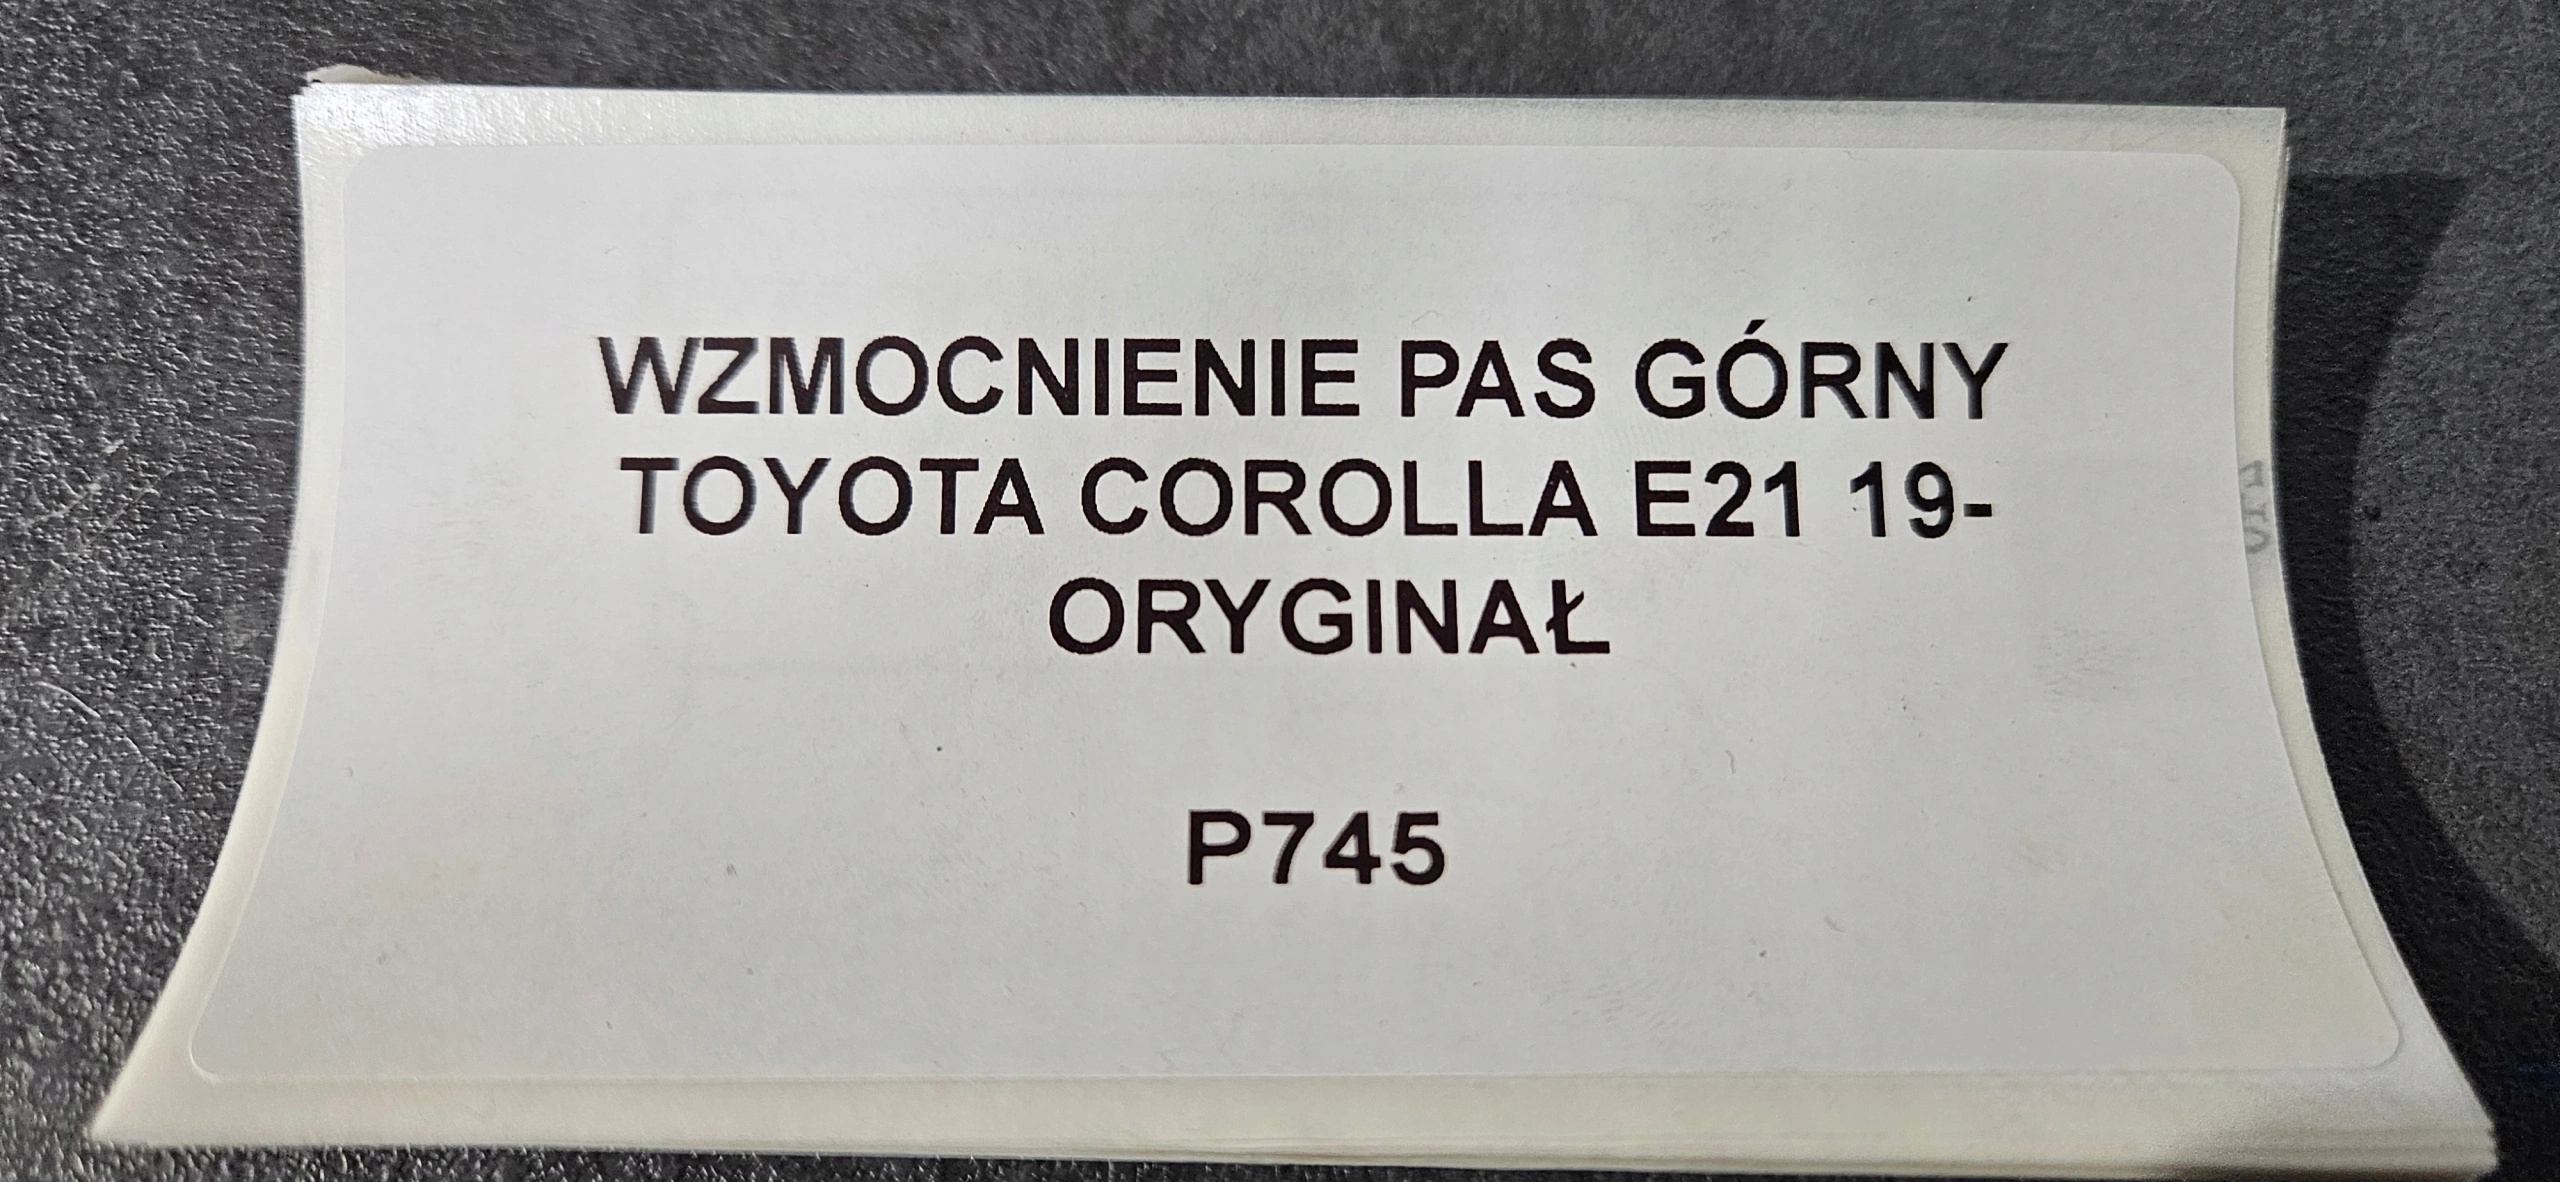 WZMOCNIENIE PAS GÓRNY
TOYOTA COROLLA E21 19-
ORYGINAŁ
P745